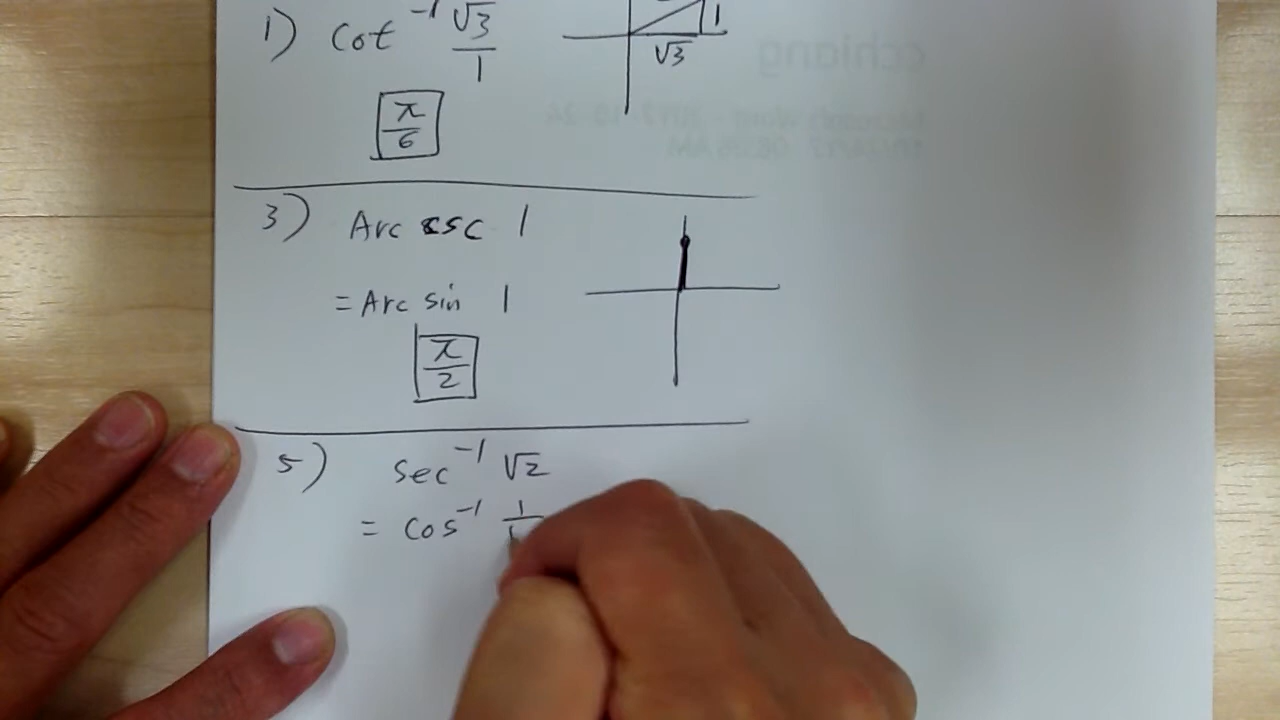 1) cot⁻¹ √3/1
1
√3
π/6
3) Arc csc 1
= Arc sin 1
π/2
5) sec⁻¹ √2
= cos⁻¹ 1/